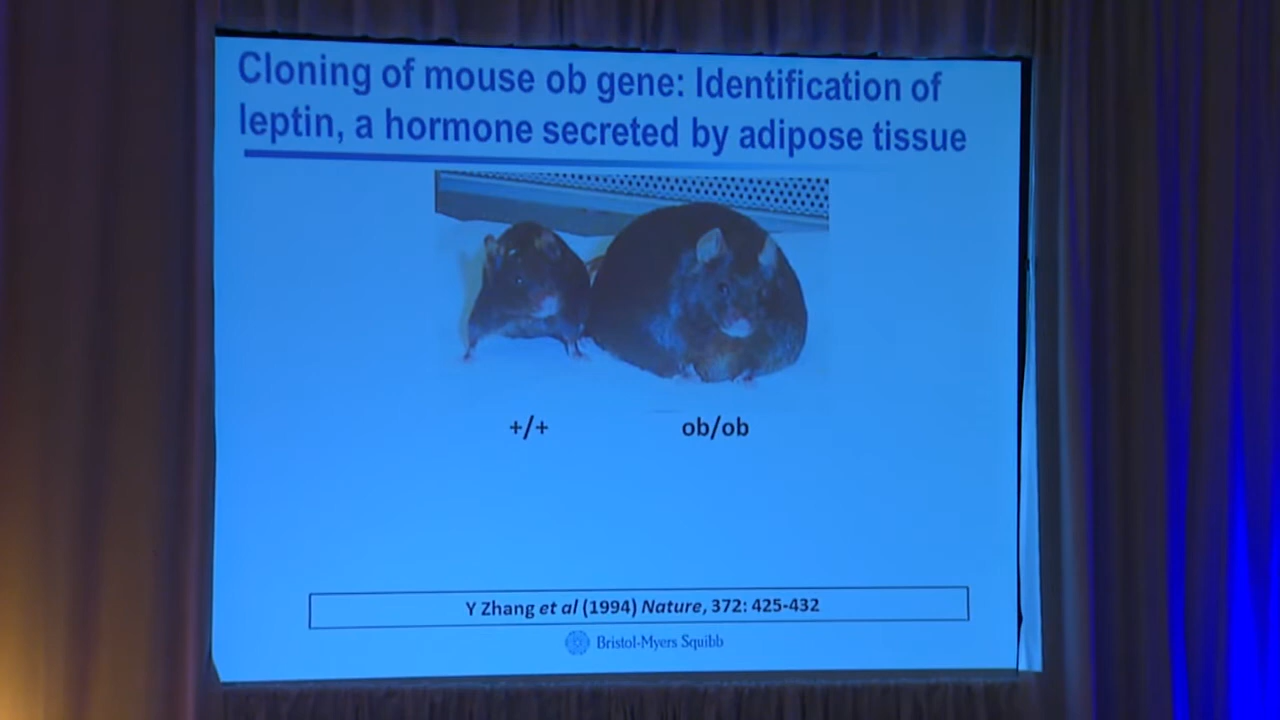 Cloning of mouse ob gene: Identification of
leptin, a hormone secreted by adipose tissue
+/+ ob/ob
Y Zhang et al (1994) Nature, 372: 425-432
Bristol-Myers Squibb